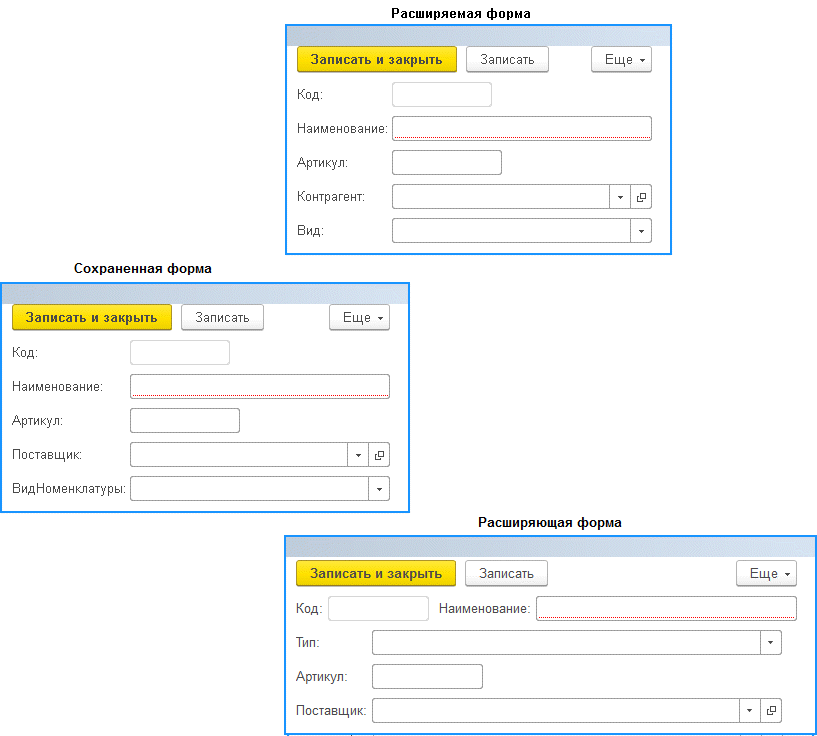 Расширяемая форма
Записать и закрыть Записать Еще
Код:
Наименование:
Артикул:
Контрагент:
Вид:
Сохраненная форма
Записать и закрыть Записать Еще
Код:
Наименование:
Артикул:
Поставщик:
ВидНоменклатуры:
Расширяющая форма
Записать и закрыть Записать Еще
Код: Наименование:
Тип:
Артикул:
Поставщик: